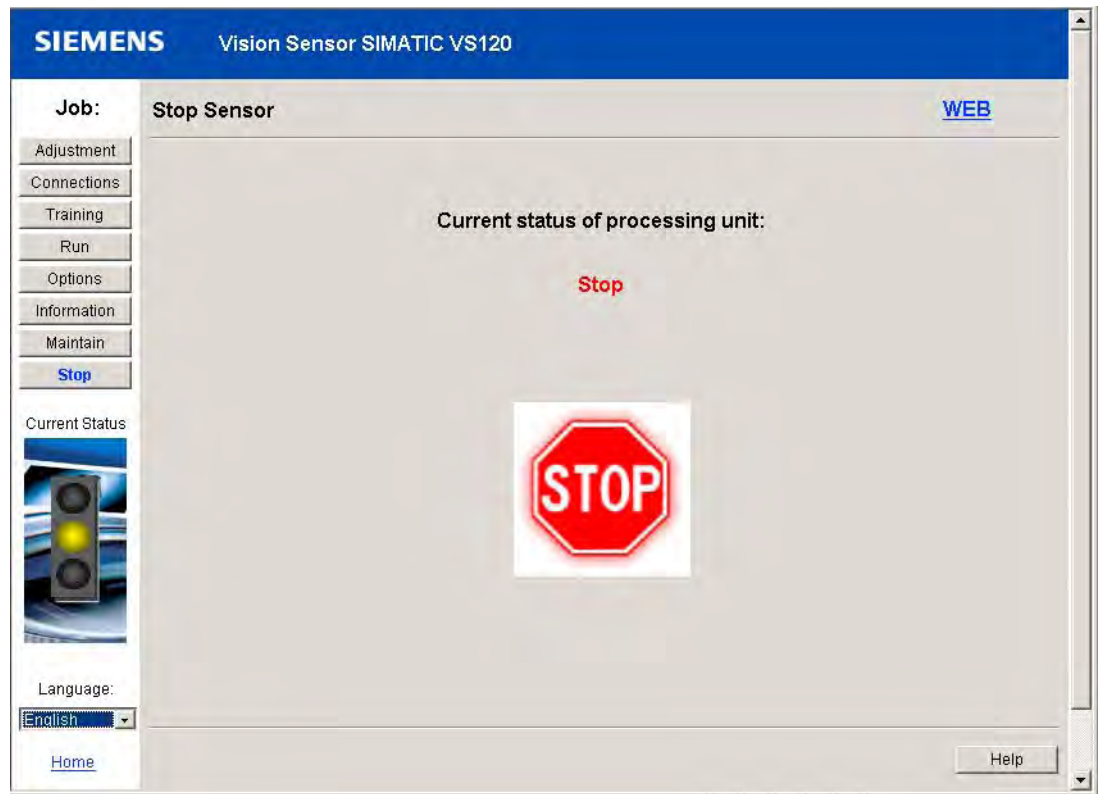 SIEMENS Vision Sensor SIMATIC VS120
Job:
Stop Sensor
WEB
Adjustment
Connections
Training
Run
Options
Information
Maintain
Stop
Current status of processing unit:
Stop
STOP
Current Status
Language:
English
Home
Help